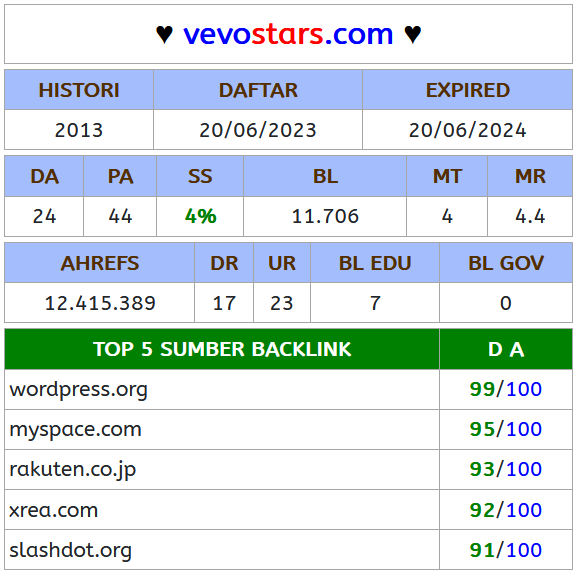 ♥ vevostars.com ♥
HISTORI DAFTAR EXPIRED
2013 20/06/2023 20/06/2024
DA PA SS BL MT MR
24 44 4% 11.706 4 4.4
AHREFS DR UR BL EDU BL GOV
12.415.389 17 23 7 0
TOP 5 SUMBER BACKLINK D A
wordpress.org 99/100
myspace.com 95/100
rakuten.co.jp 93/100
xrea.com 92/100
slashdot.org 91/100